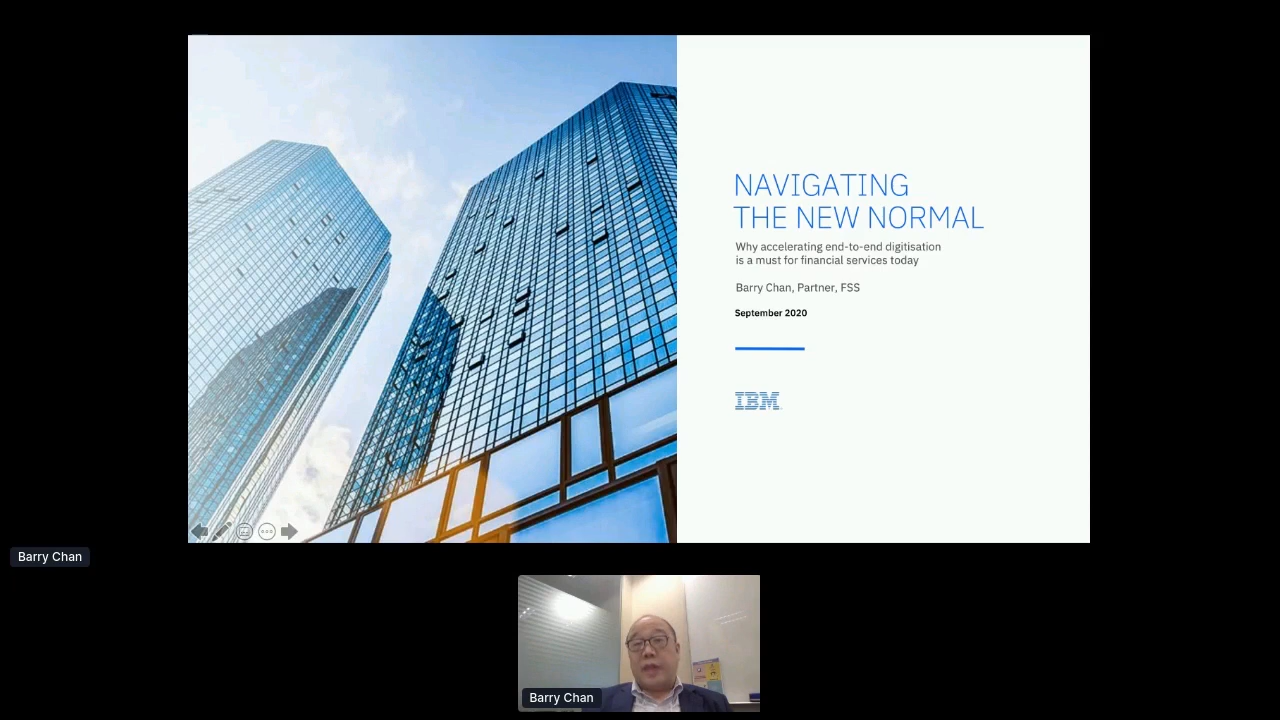 NAVIGATING
THE NEW NORMAL
Why accelerating end-to-end digitisation
is a must for financial services today
Barry Chan, Partner, FSS
September 2020
IBM
Barry Chan
Barry Chan